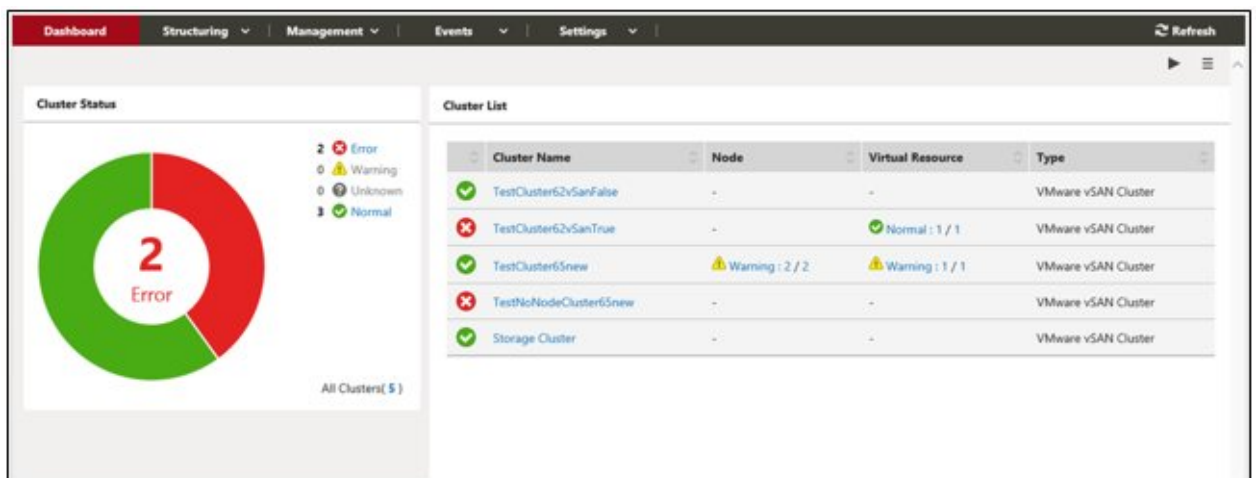 Dashboard Structuring Management Events Settings Refresh
Cluster Status
2 Error
0 Warning
0 Unknown
3 Normal
2
Error
All Clusters( 5 )
Cluster List
Cluster Name Node Virtual Resource Type
TestCluster62vSanFalse - - VMware vSAN Cluster
TestCluster62vSanTrue - Normal : 1 / 1 VMware vSAN Cluster
TestCluster65new Warning : 2 / 2 Warning : 1 / 1 VMware vSAN Cluster
TestNoNodeCluster65new - - VMware vSAN Cluster
Storage Cluster - - VMware vSAN Cluster